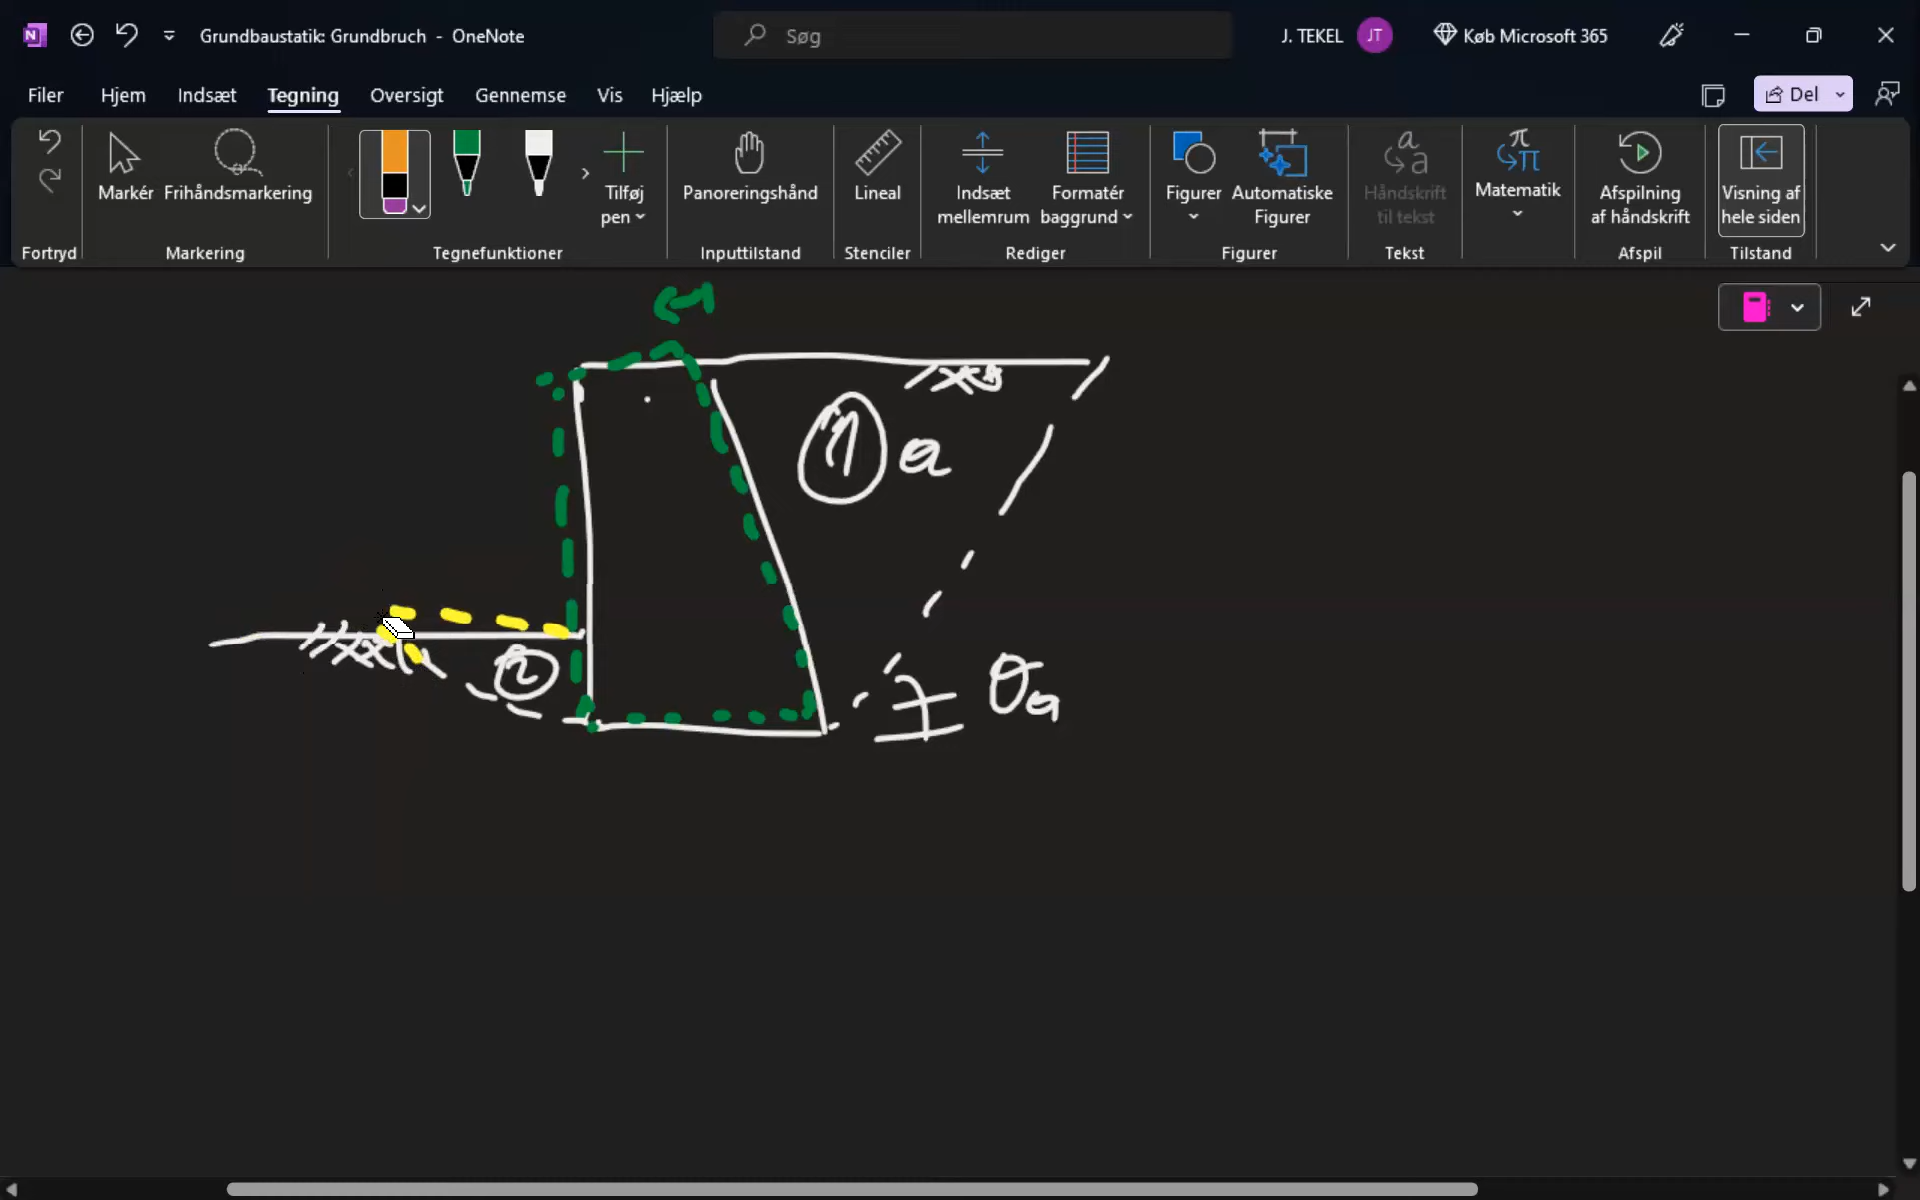 Grundbaustatik: Grundbruch - OneNote
Søg
J. TEKEL
JT
Køb Microsoft 365
Filer
Hjem
Indsæt
Tegning
Oversigt
Gennemse
Vis
Hjælp
Del
Fortryd
Markér
Frihåndsmarkering
Markering
Tilføj
pen
Tegnefunktioner
Panoreringshånd
Inputtilstand
Lineal
Stenciler
Indsæt
mellemrum
Formatér
baggrund
Rediger
Figurer
Automatiske
Figurer
Figurer
Håndskrift
til tekst
Tekst
Matematik
Afspilning
af håndskrift
Afspil
Visning af
hele siden
Tilstand
1 a
2